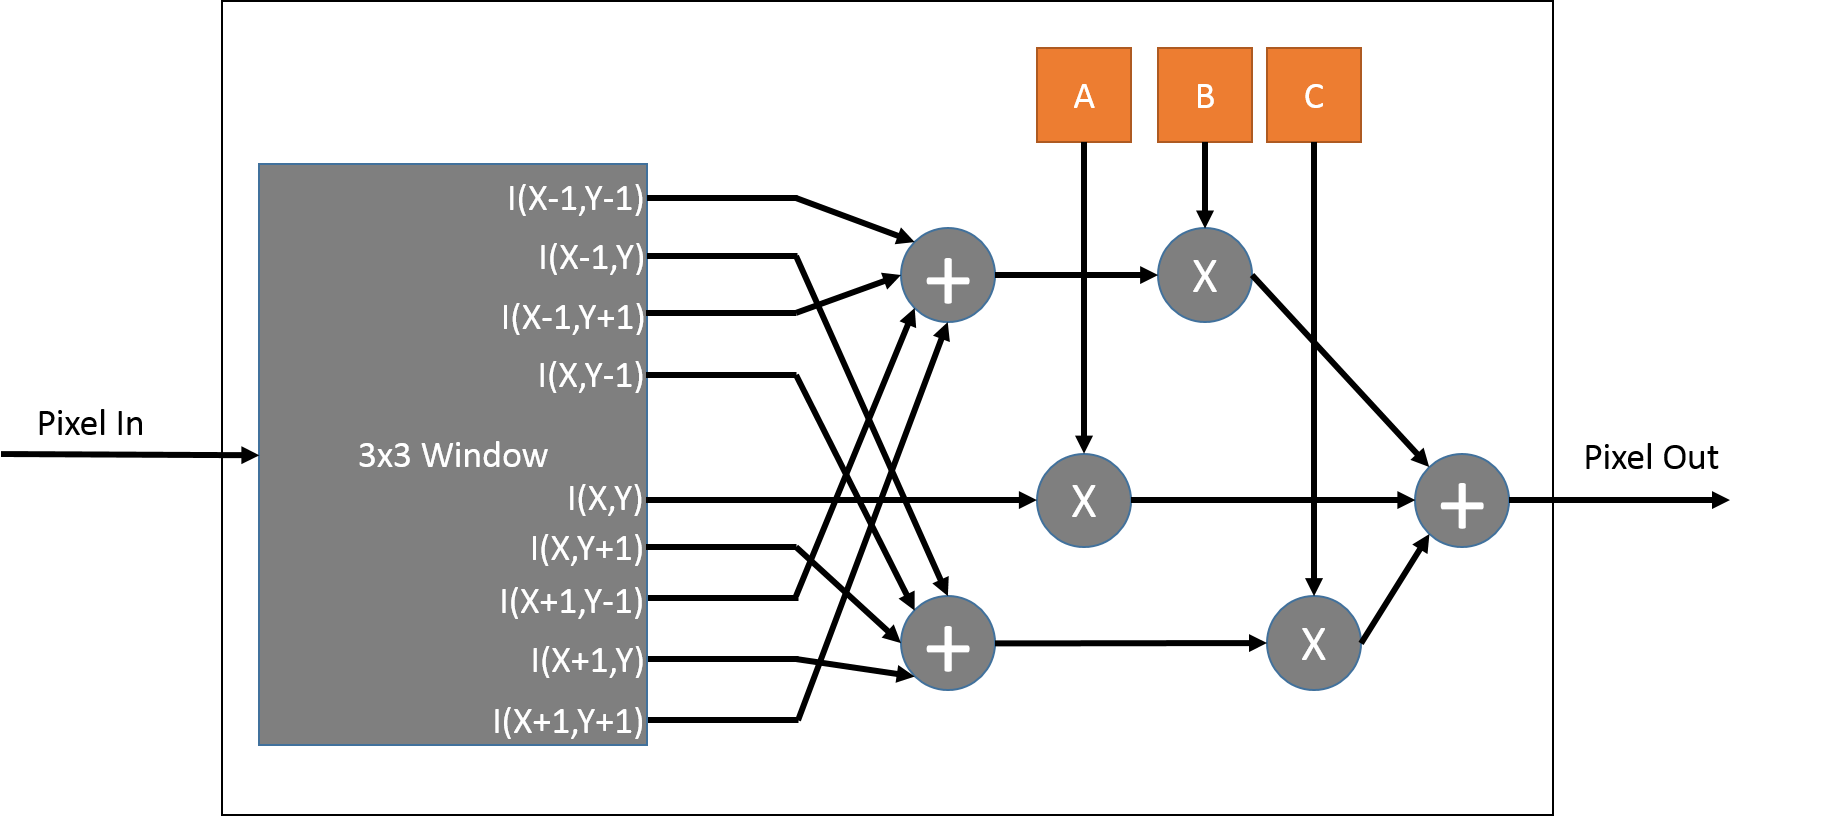 A
B
C
I(X-1,Y-1)
I(X-1,Y)
+
X
I(X-1,Y+1)
I(X,Y-1)
Pixel In
3x3 Window
Pixel Out
I(X,Y)
X
+
I(X,Y+1)
I(X+1,Y-1)
I(X+1,Y)
+
X
I(X+1,Y+1)